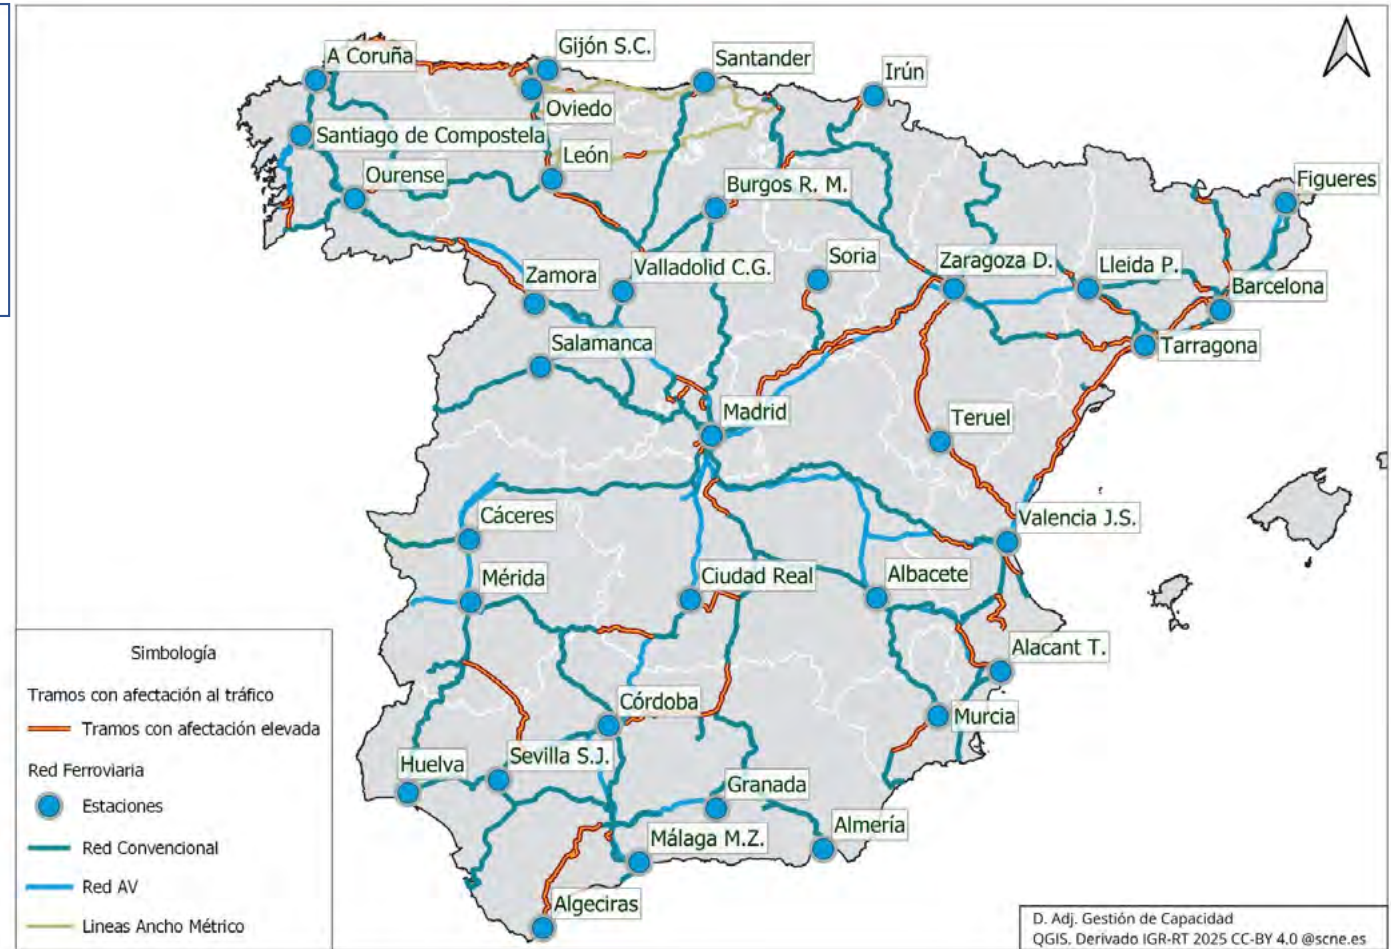 A Coruña
Gijón S.C.
Santander
Irún
Oviedo
Santiago de Compostela
León
Ourense
Burgos R. M.
Figueres
Zamora
Valladolid C.G.
Soria
Zaragoza D.
Lleida P.
Barcelona
Salamanca
Tarragona
Madrid
Teruel
Cáceres
Valencia J.S.
Mérida
Ciudad Real
Albacete
Alacant T.
Córdoba
Murcia
Huelva
Sevilla S.J.
Granada
Málaga M.Z.
Almería
Algeciras
Simbología
Tramos con afectación al tráfico
Tramos con afectación elevada
Red Ferroviaria
Estaciones
Red Convencional
Red AV
Lineas Ancho Métrico
D. Adj. Gestión de Capacidad
QGIS. Derivado IGR-RT 2025 CC-BY 4.0 @scne.es